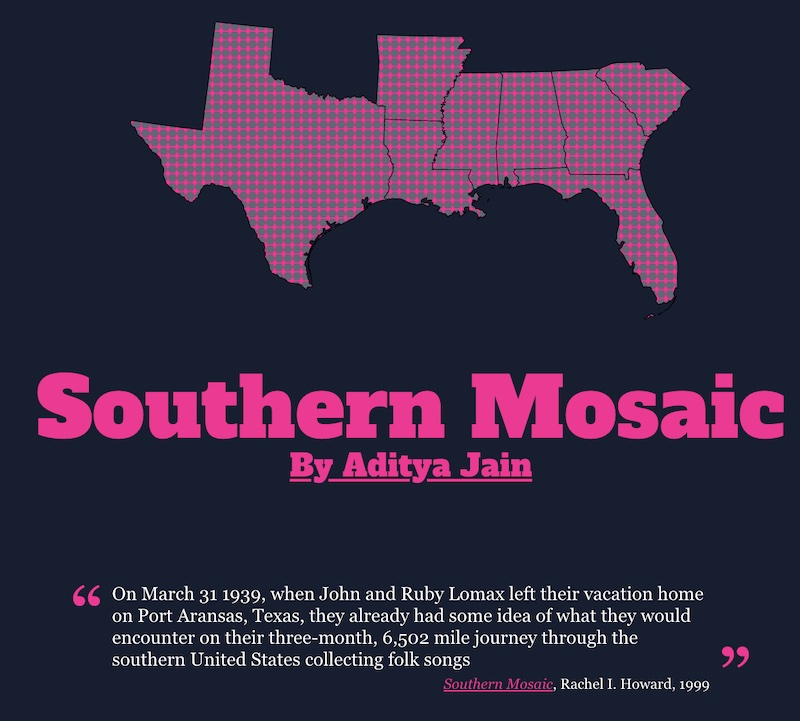 Southern Mosaic
By Aditya Jain
“ On March 31 1939, when John and Ruby Lomax left their vacation home
on Port Aransas, Texas, they already had some idea of what they would
encounter on their three-month, 6,502 mile journey through the
southern United States collecting folk songs ”
Southern Mosaic, Rachel I. Howard, 1999